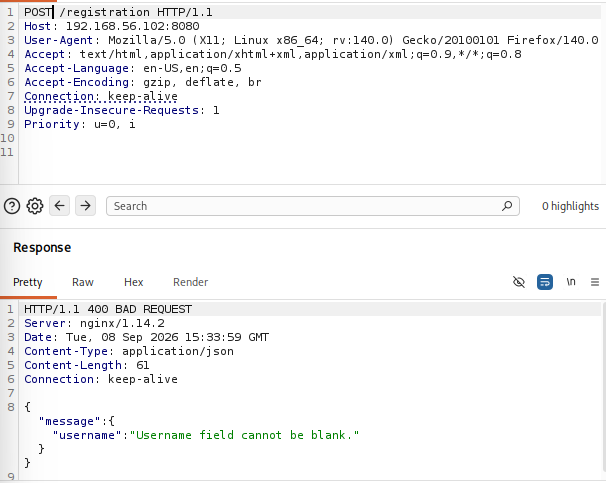 1 POST /registration HTTP/1.1
2 Host: 192.168.56.102:8080
3 User-Agent: Mozilla/5.0 (X11; Linux x86_64; rv:140.0) Gecko/20100101 Firefox/140.0
4 Accept: text/html,application/xhtml+xml,application/xml;q=0.9,*/*;q=0.8
5 Accept-Language: en-US,en;q=0.5
6 Accept-Encoding: gzip, deflate, br
7 Connection: keep-alive
8 Upgrade-Insecure-Requests: 1
9 Priority: u=0, i
10
11
Search 0 highlights
Response
Pretty Raw Hex Render \n
1 HTTP/1.1 400 BAD REQUEST
2 Server: nginx/1.14.2
3 Date: Tue, 08 Sep 2026 15:33:59 GMT
4 Content-Type: application/json
5 Content-Length: 61
6 Connection: keep-alive
7
8 {
"message":{
"username":"Username field cannot be blank."
}
}
9